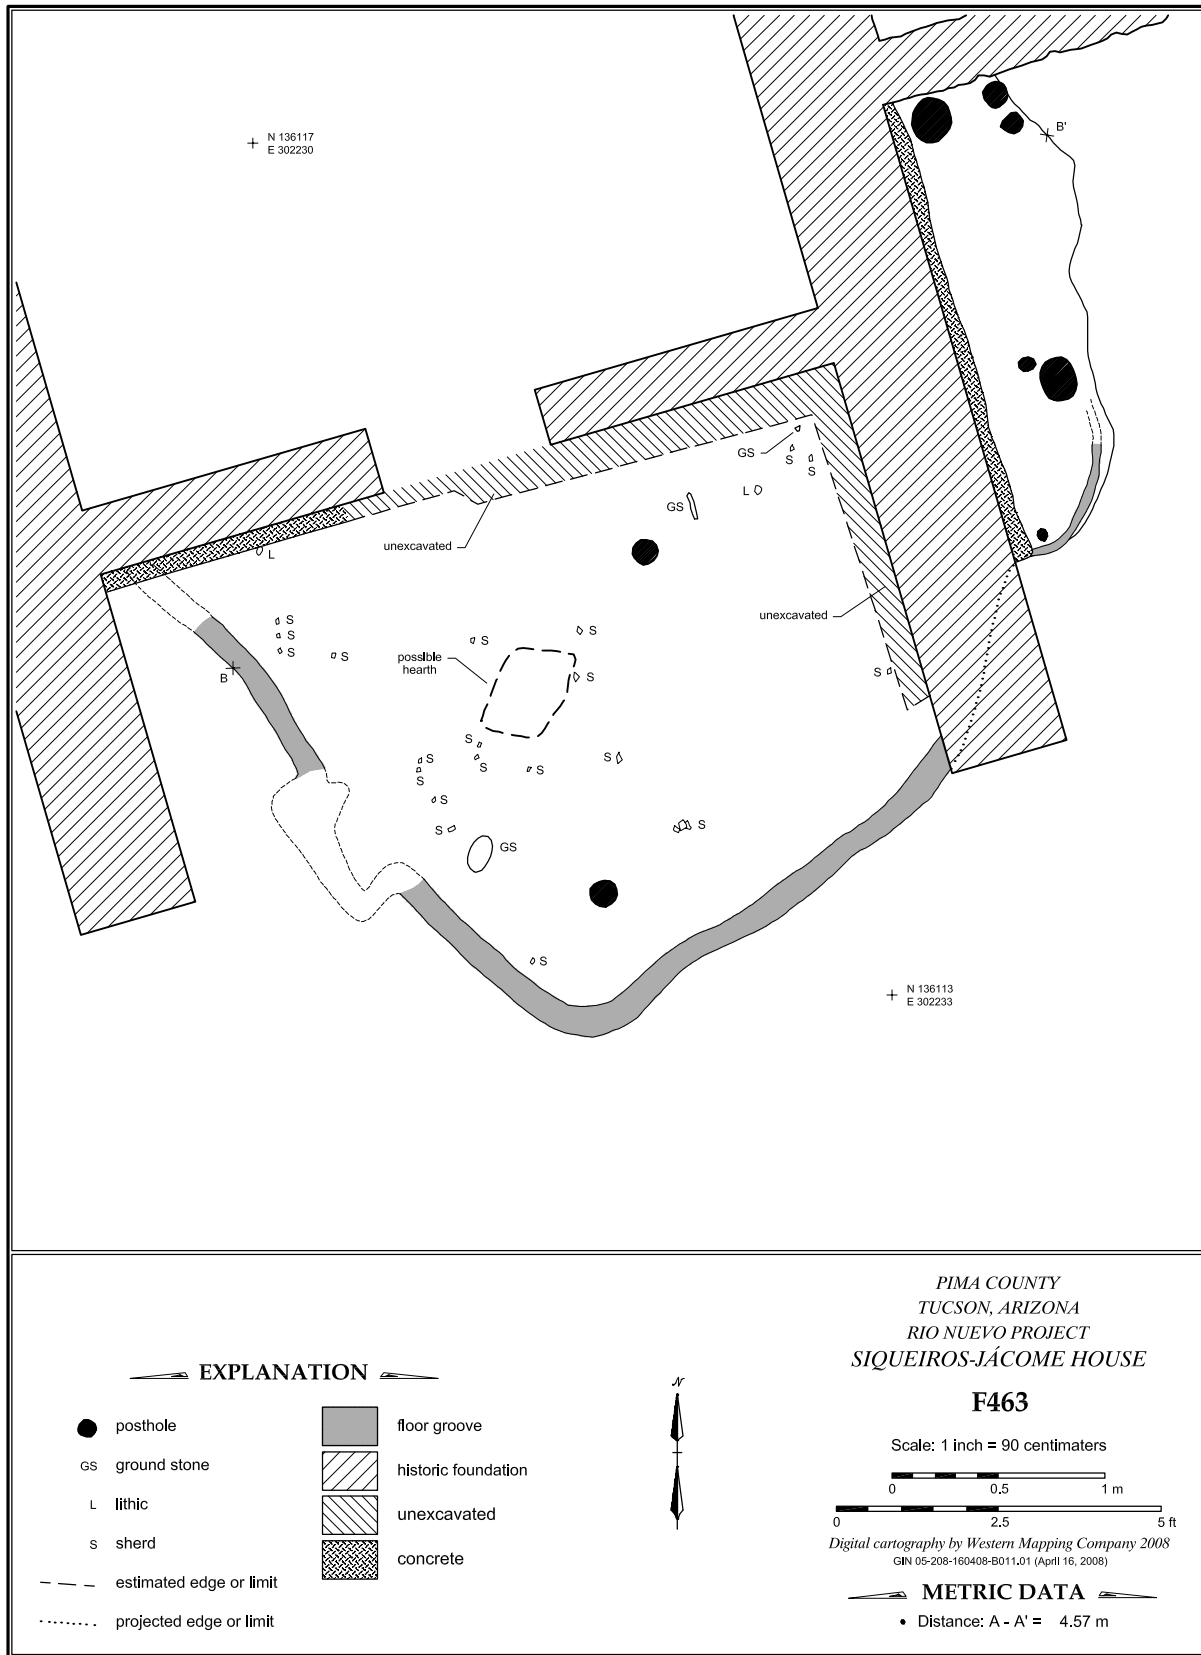 N 136117
E 302230
B'
GS
S
S
L
GS
unexcavated
L
unexcavated
S
S
S
S
S
S
possible
hearth
S
S
B
S
S
S
S
S
S
S
S
S
S
GS
S
N 136113
E 302233
EXPLANATION
posthole
GS ground stone
L lithic
S sherd
estimated edge or limit
projected edge or limit
floor groove
historic foundation
unexcavated
concrete
N
PIMA COUNTY
TUCSON, ARIZONA
RIO NUEVO PROJECT
SIQUEIROS-JÁCOME HOUSE
F463
Scale: 1 inch = 90 centimaters
0 0.5 1 m
0 2.5 5 ft
Digital cartography by Western Mapping Company 2008
GIN 05-208-160408-B011.01 (April 16, 2008)
METRIC DATA
• Distance: A - A' = 4.57 m